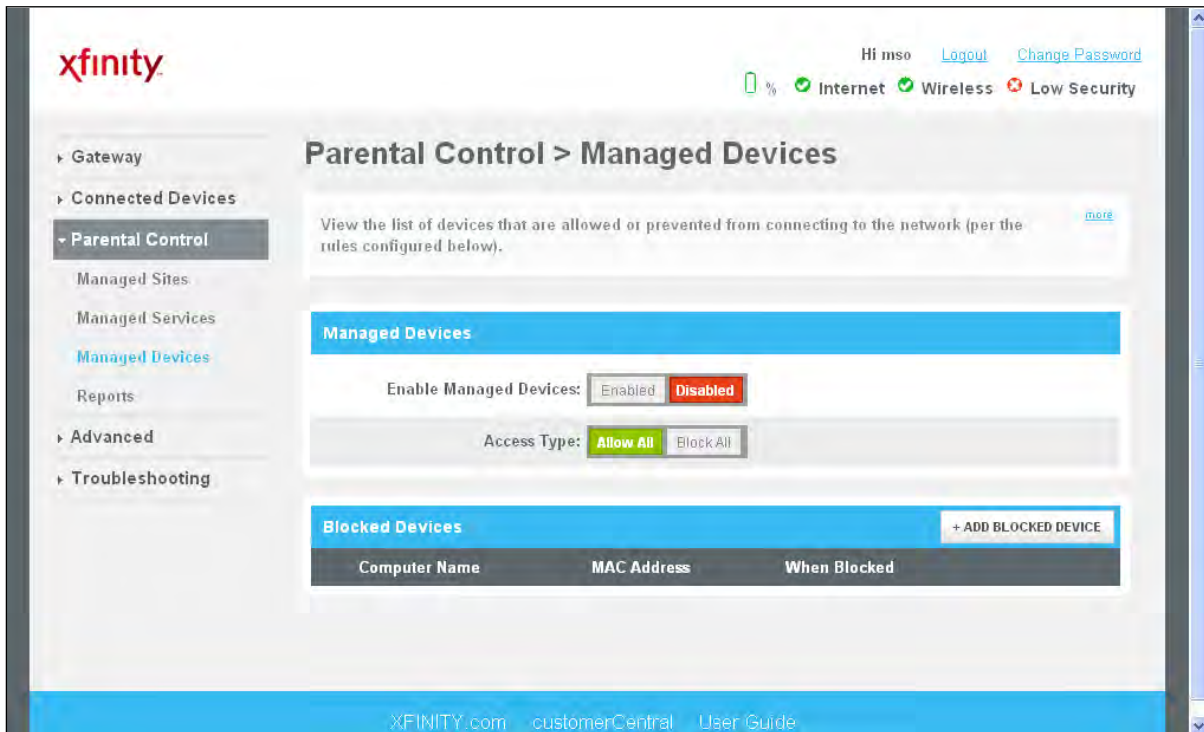 xfinity
Hi mso Logout Change Password
% Internet Wireless Low Security
Gateway
Connected Devices
Parental Control
Managed Sites
Managed Services
Managed Devices
Reports
Advanced
Troubleshooting
Parental Control > Managed Devices
View the list of devices that are allowed or prevented from connecting to the network (per the
rules configured below).
more
Managed Devices
Enable Managed Devices: Enabled Disabled
Access Type: Allow All Block All
Blocked Devices
+ ADD BLOCKED DEVICE
Computer Name MAC Address When Blocked
XFINITY.com customerCentral User Guide